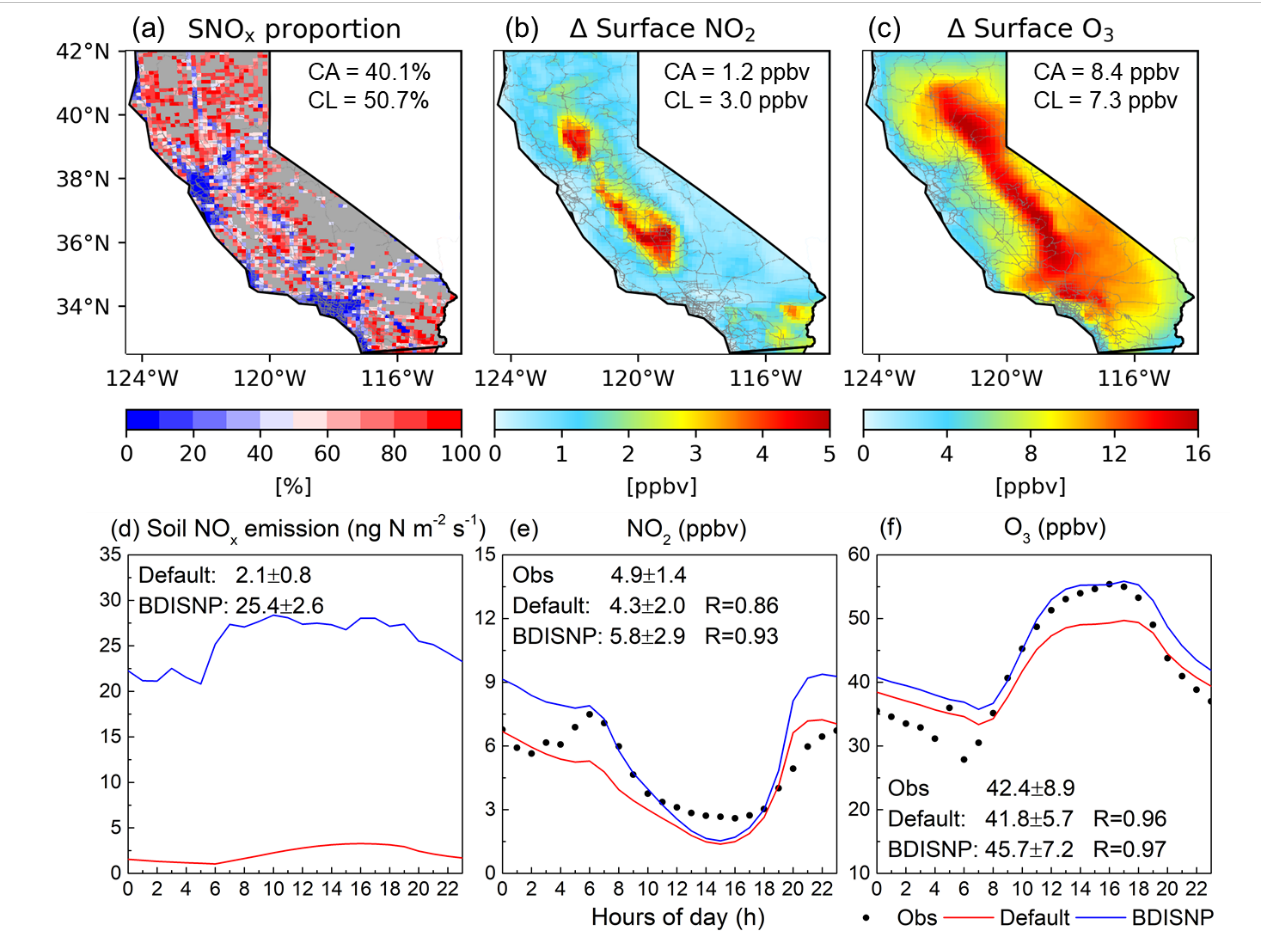 (a) SNOx proportion
(b) Δ Surface NO2
(c) Δ Surface O3
42°N
40°N
38°N
36°N
34°N
CA = 40.1%
CL = 50.7%
CA = 1.2 ppbv
CL = 3.0 ppbv
CA = 8.4 ppbv
CL = 7.3 ppbv
124°W 120°W 116°W
124°W 120°W 116°W
124°W 120°W 116°W
0 20 40 60 80 100
[%]
0 1 2 3 4 5
[ppbv]
0 4 8 12 16
[ppbv]
(d) Soil NOx emission (ng N m-2 s-1)
35
30
25
20
15
10
5
0
Default: 2.1±0.8
BDISNP: 25.4±2.6
0 2 4 6 8 10 12 14 16 18 20 22
(e) NO2 (ppbv)
15
12
9
6
3
0
Obs 4.9±1.4
Default: 4.3±2.0 R=0.86
BDISNP: 5.8±2.9 R=0.93
0 2 4 6 8 10 12 14 16 18 20 22
Hours of day (h)
(f) O3 (ppbv)
60
50
40
30
20
10
Obs 42.4±8.9
Default: 41.8±5.7 R=0.96
BDISNP: 45.7±7.2 R=0.97
0 2 4 6 8 10 12 14 16 18 20 22
Obs Default BDISNP